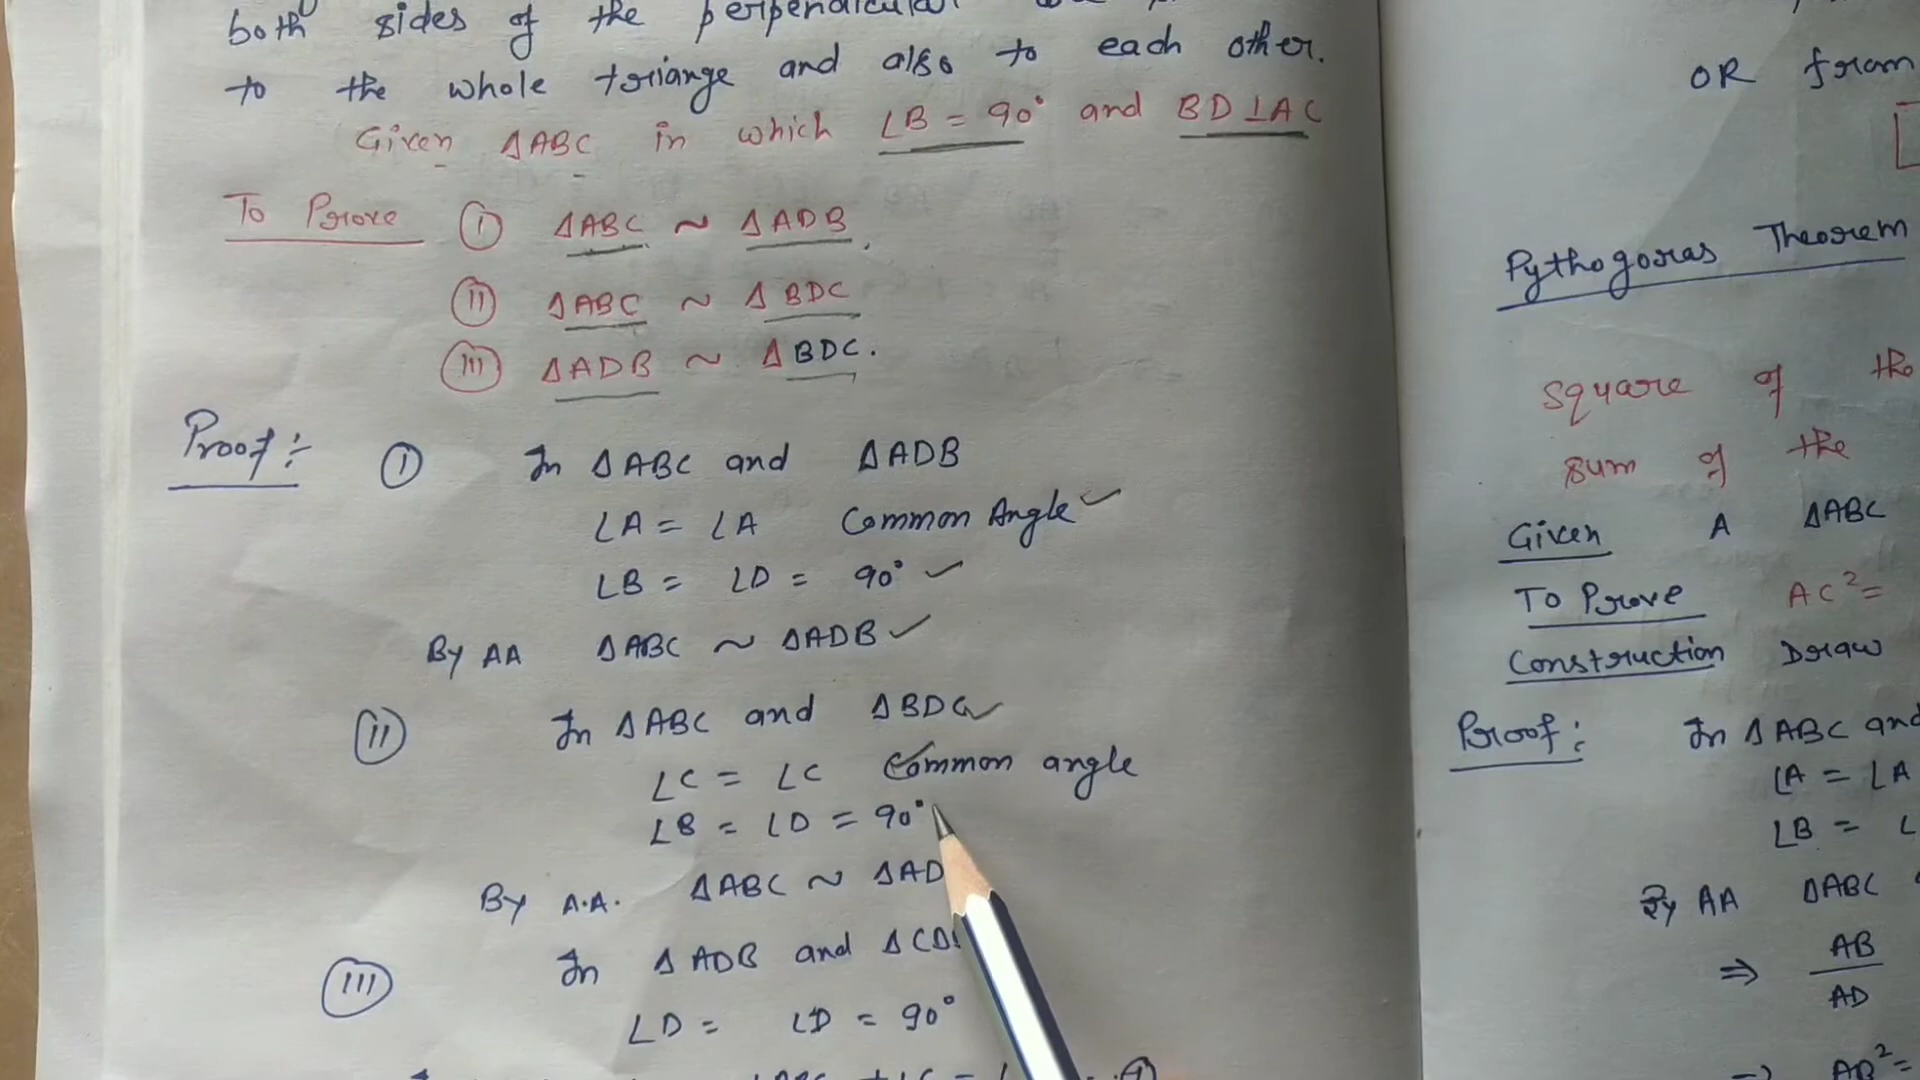 both sides of the perpendicular
to the whole triange and also to each other.
Given ΔABC in which ∠B = 90° and BD⊥AC
To Prove (I) ΔABC ~ ΔADB
(II) ΔABC ~ ΔBDC
(III) ΔADB ~ ΔBDC.
Proof:- (I) In ΔABC and ΔADB
∠A = ∠A Common Angle
∠B = ∠D = 90°
By AA ΔABC ~ ΔADB
(II) In ΔABC and ΔBDC
∠C = ∠C Common angle
∠B = ∠D = 90°
By A.A. ΔABC ~ ΔAD
(III) In ΔADB and ΔCD
∠D = ∠D = 90°
OR from
Pythogoras Theorem
Square of the
sum of the
Given A ΔABC
To Prove AC² =
Construction Draw
Proof: In ΔABC and
∠A = ∠A
∠B = ∠
By AA ΔABC
⇒ AB
AD
⇒ AB² =